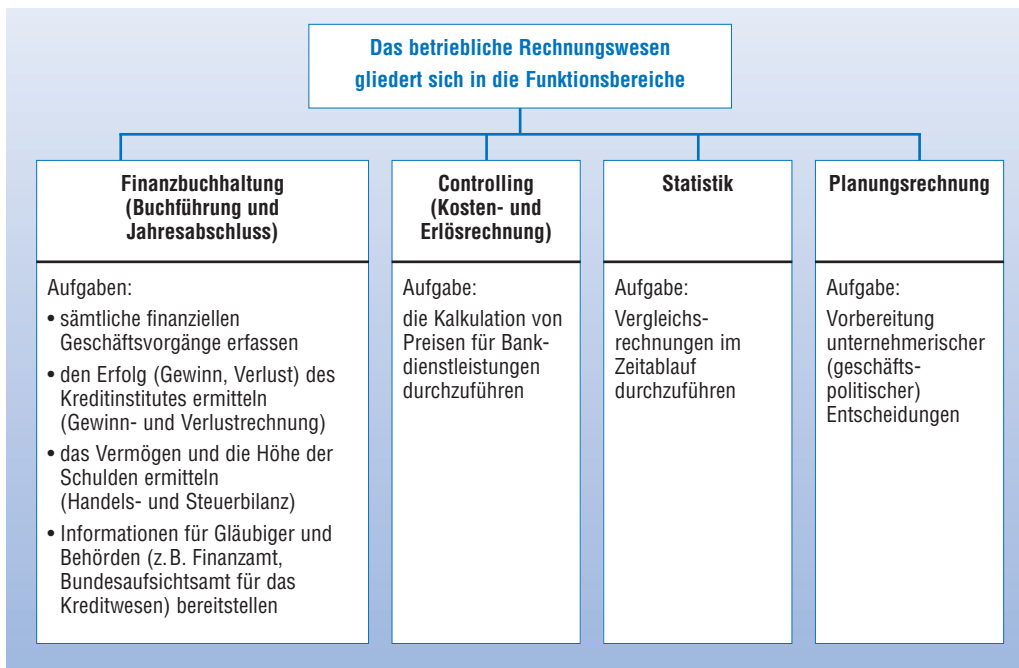 Das betriebliche Rechnungswesen
gliedert sich in die Funktionsbereiche
Finanzbuchhaltung
(Buchführung und
Jahresabschluss)
Aufgaben:
• sämtliche finanziellen
Geschäftsvorgänge erfassen
• den Erfolg (Gewinn, Verlust) des
Kreditinstitutes ermitteln
(Gewinn- und Verlustrechnung)
• das Vermögen und die Höhe der
Schulden ermitteln
(Handels- und Steuerbilanz)
• Informationen für Gläubiger und
Behörden (z. B. Finanzamt,
Bundesaufsichtsamt für das
Kreditwesen) bereitstellen
Controlling
(Kosten- und
Erlösrechnung)
Aufgabe:
die Kalkulation von
Preisen für Bank-
dienstleistungen
durchzuführen
Statistik
Aufgabe:
Vergleichs-
rechnungen im
Zeitablauf
durchzuführen
Planungsrechnung
Aufgabe:
Vorbereitung
unternehmerischer
(geschäfts-
politischer)
Entscheidungen